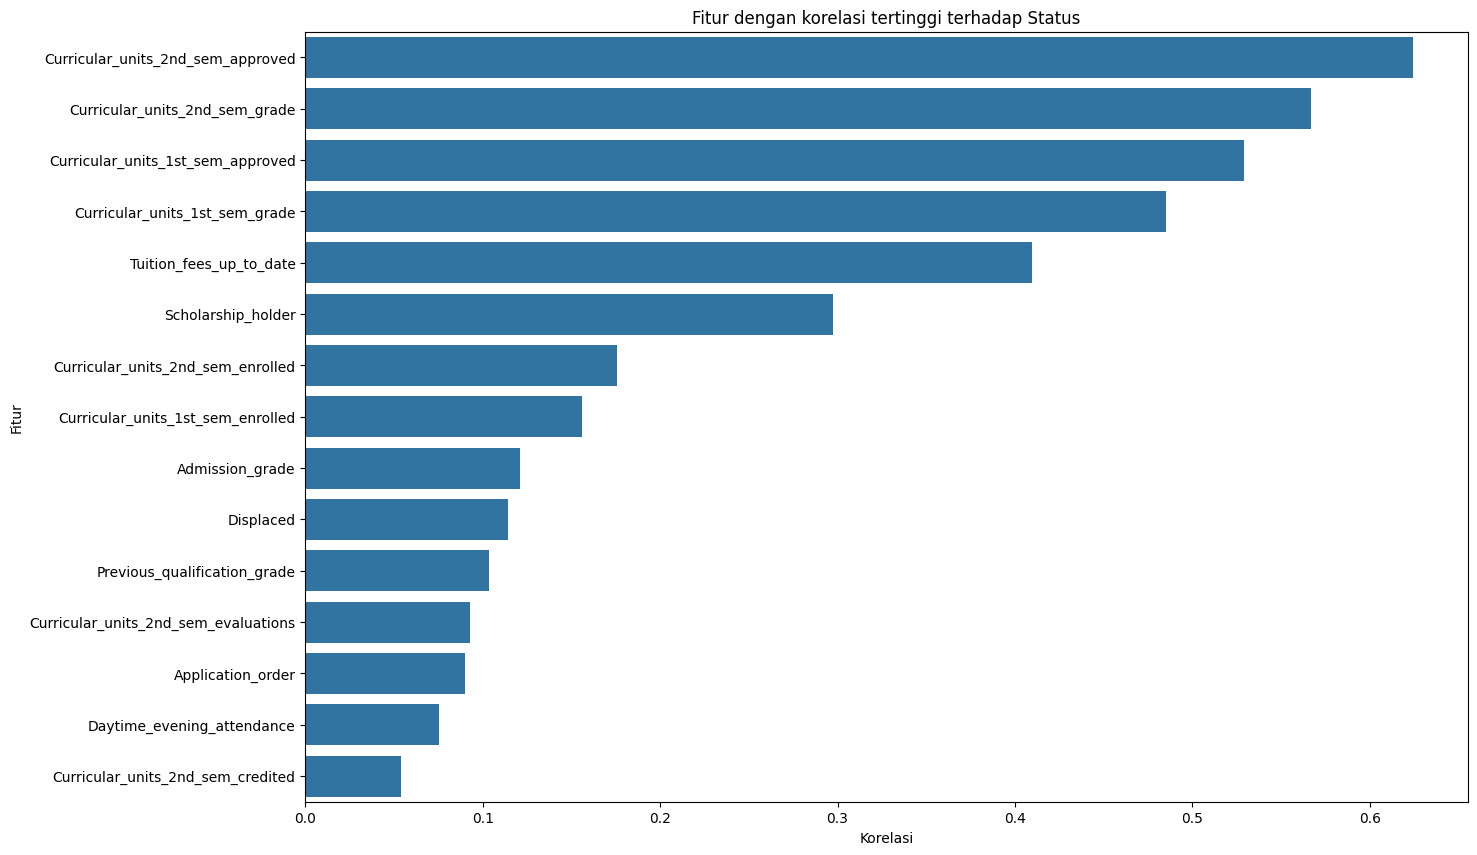 Fitur dengan korelasi tertinggi terhadap Status
Curricular_units_2nd_sem_approved
Curricular_units_2nd_sem_grade
Curricular_units_1st_sem_approved
Curricular_units_1st_sem_grade
Tuition_fees_up_to_date
Scholarship_holder
Curricular_units_2nd_sem_enrolled
Curricular_units_1st_sem_enrolled
Admission_grade
Displaced
Previous_qualification_grade
Curricular_units_2nd_sem_evaluations
Application_order
Daytime_evening_attendance
Curricular_units_2nd_sem_credited
Fitur
0.0 0.1 0.2 0.3 0.4 0.5 0.6
Korelasi